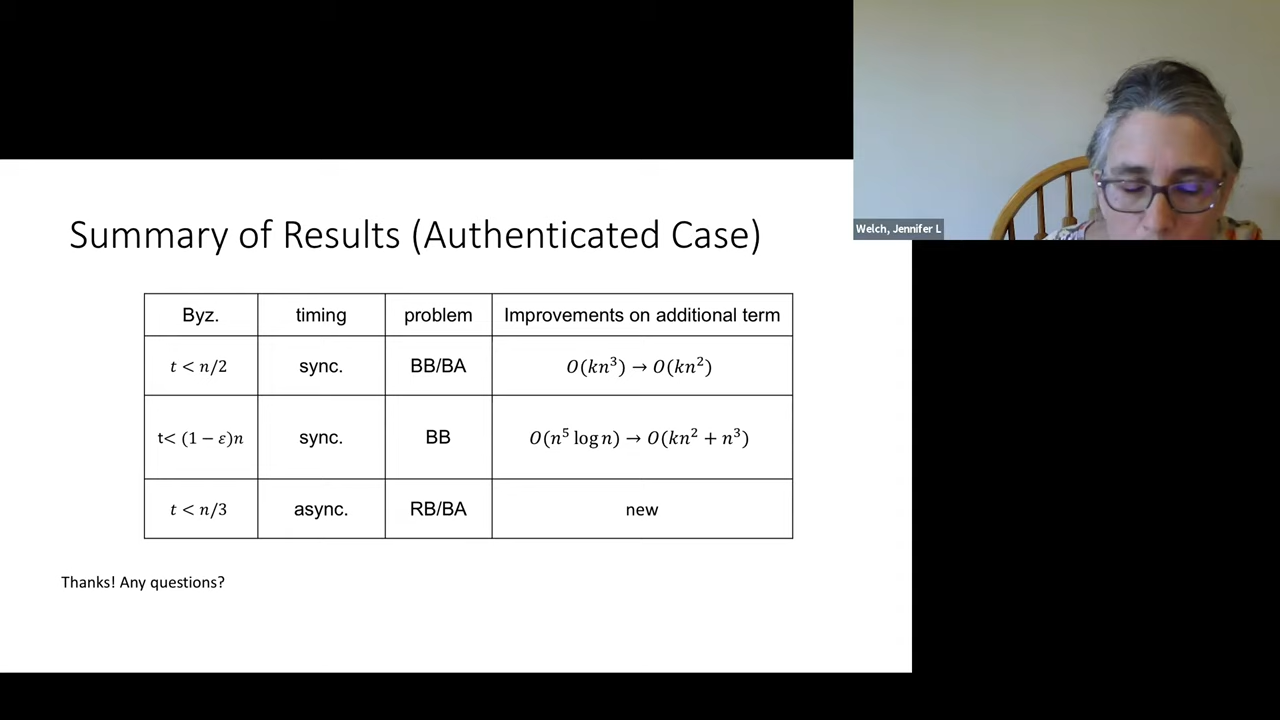 Welch, Jennifer L
Summary of Results (Authenticated Case)
Byz. timing problem Improvements on additional term
𝑡 < 𝑛/2 sync. BB/BA 𝑂(𝑘𝑛³) → 𝑂(𝑘𝑛²)
t< (1 − 𝜀)𝑛 sync. BB 𝑂(𝑛⁵ log 𝑛) → 𝑂(𝑘𝑛² + 𝑛³)
𝑡 < 𝑛/3 async. RB/BA new
Thanks! Any questions?